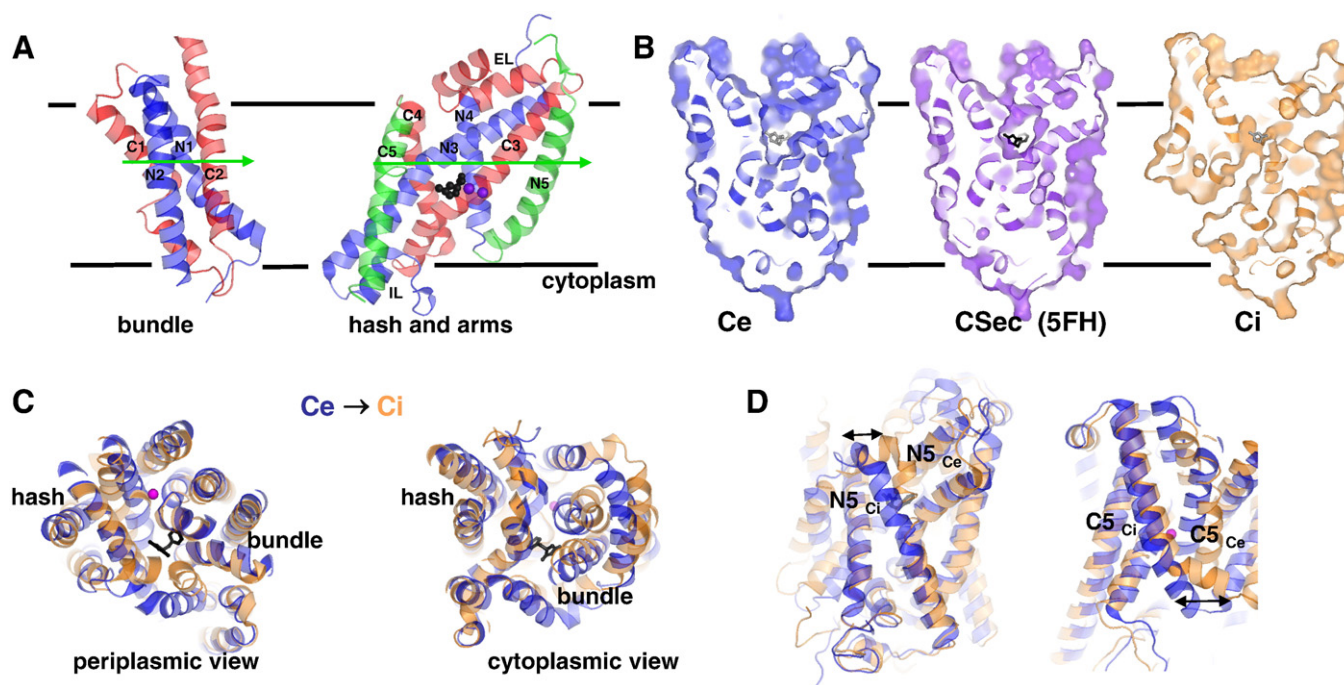 A
EL
C4
N4
C5
N3
C3
C1
N1
N2
C2
N5
IL
cytoplasm
bundle
hash and arms
B
Ce
CSec (5FH)
Ci
C
Ce → Ci
hash
bundle
periplasmic view
hash
bundle
cytoplasmic view
D
N5 Ce
N5 Ci
C5 Ci
C5 Ce